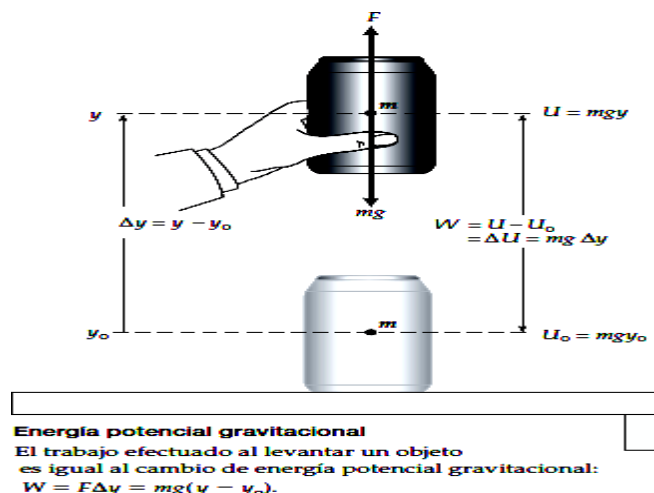 F
m
y
U = mgy
mg
Δy = y − yₒ
W = U − Uₒ
= ΔU = mg Δy
m
yₒ
Uₒ = mgyₒ
Energía potencial gravitacional
El trabajo efectuado al levantar un objeto
es igual al cambio de energía potencial gravitacional:
W = FΔy = mg(y − yₒ).